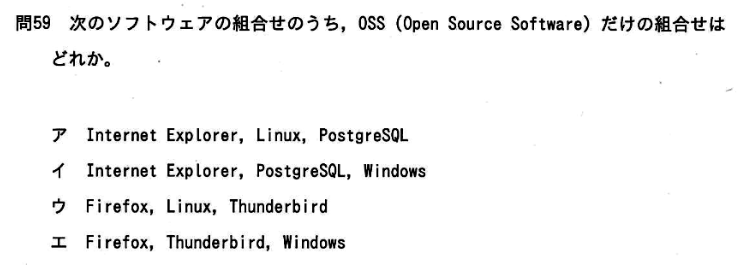 問59 次のソフトウェアの組合せのうち，OSS（Open Source Software）だけの組合せは
どれか。
ア Internet Explorer, Linux, PostgreSQL
イ Internet Explorer, PostgreSQL, Windows
ウ Firefox, Linux, Thunderbird
エ Firefox, Thunderbird, Windows